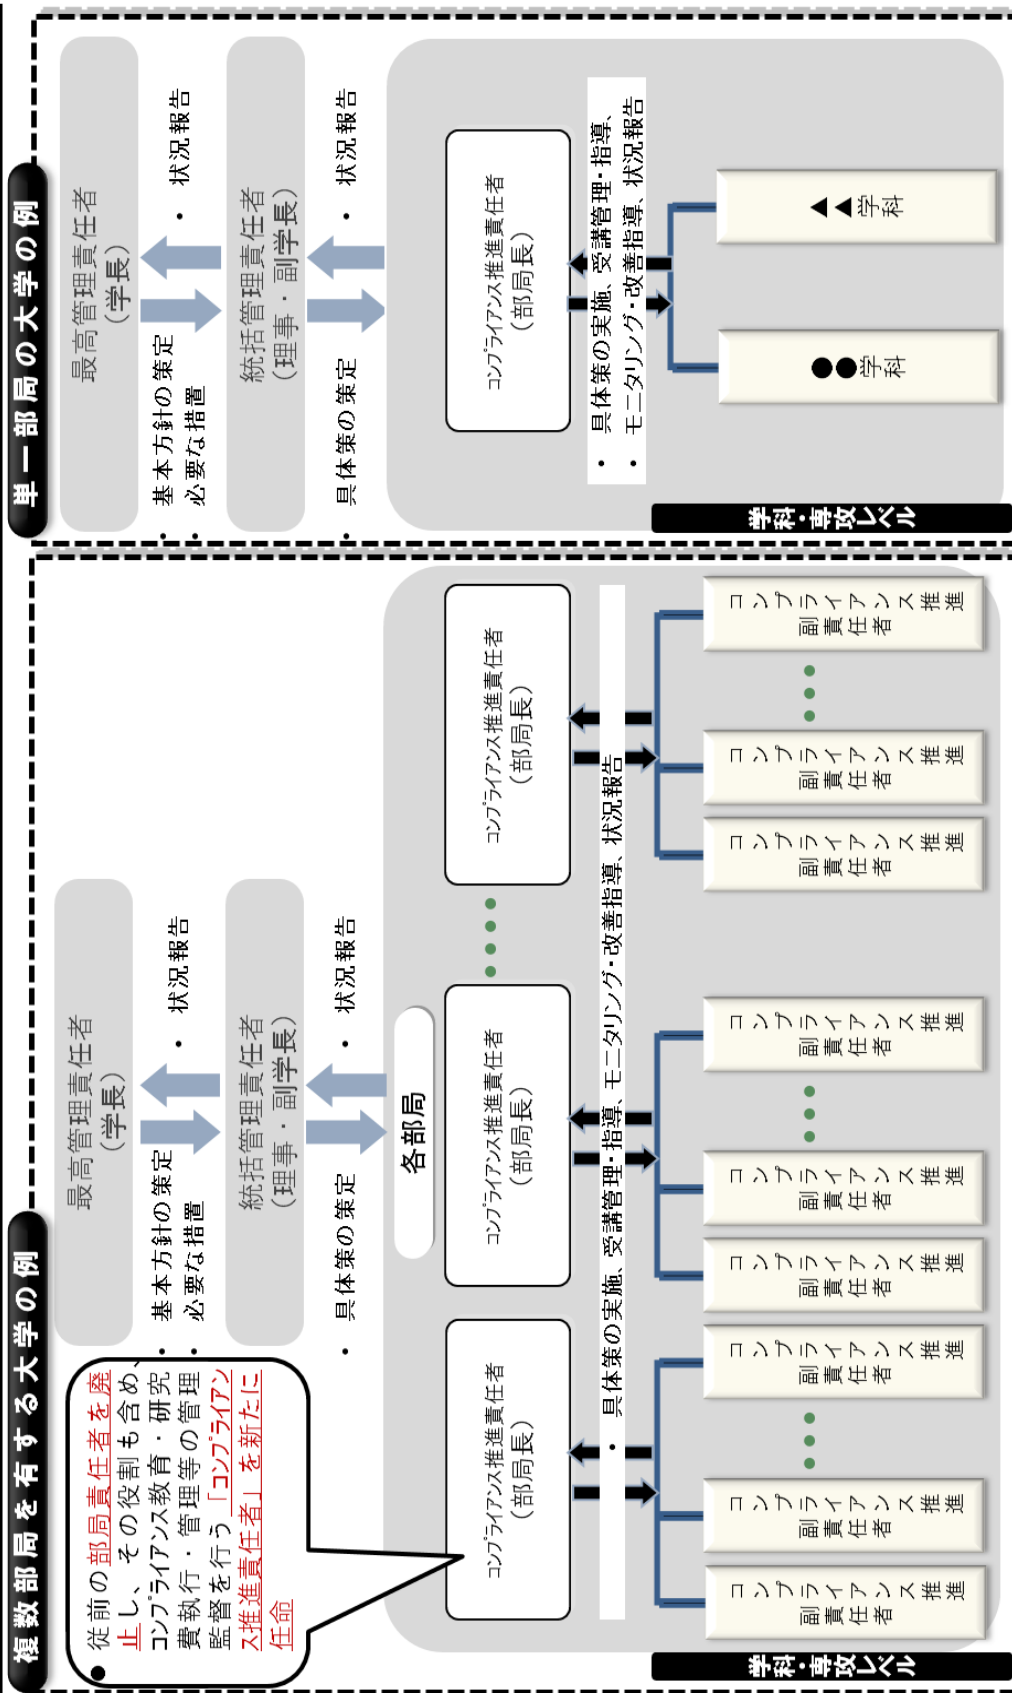 複数部局を有する大学の例
最高管理責任者
（学長）
・基本方針の策定
・必要な措置
・状況報告
統括管理責任者
（理事・副学長）
・具体策の策定
・状況報告
● 従前の部局責任者を廃
止し、その役割も含め、
コンプライアンス教育・研究
費執行・管理等の管理
監督を行う「コンプライアン
ス推進責任者」を新たに
任命
各部局
コンプライアンス推進責任者
（部局長）
コンプライアンス推進責任者
（部局長）
コンプライアンス推進責任者
（部局長）
・具体策の実施、受講管理・指導、モニタリング・改善指導、状況報告
学科・専攻レベル
コンプライアンス推進
副責任者
コンプライアンス推進
副責任者
コンプライアンス推進
副責任者
コンプライアンス推進
副責任者
コンプライアンス推進
副責任者
コンプライアンス推進
副責任者
コンプライアンス推進
副責任者
コンプライアンス推進
副責任者
コンプライアンス推進
副責任者
単一部局の大学の例
最高管理責任者
（学長）
・基本方針の策定
・必要な措置
・状況報告
統括管理責任者
（理事・副学長）
・具体策の策定
・状況報告
コンプライアンス推進責任者
（部局長）
・具体策の実施、受講管理・指導、
・モニタリング・改善指導、状況報告
学科・専攻レベル
●●学科
▲▲学科